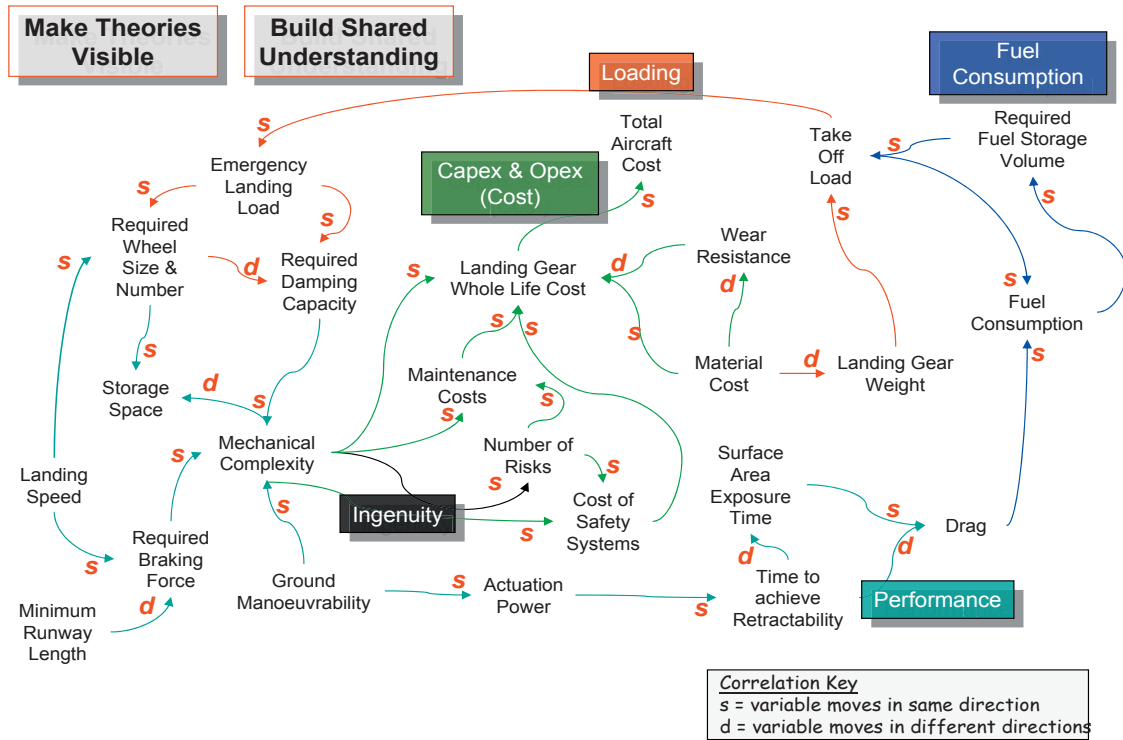 Make Theories
Visible
Build Shared
Understanding
Loading
Fuel
Consumption
Capex & Opex
(Cost)
Total
Aircraft
Cost
Take
Off
Load
Required
Fuel Storage
Volume
s
s
s
s
s
s
s
s
Emergency
Landing
Load
Required
Wheel
Size &
Number
s
d
Required
Damping
Capacity
s
Landing Gear
Whole Life Cost
d
Wear
Resistance
d
s
Fuel
Consumption
s
s
s
s
Storage
Space
d
s
Maintenance
Costs
s
s
Material
Cost
d
Landing Gear
Weight
Mechanical
Complexity
s
Number of
Risks
s
s
Surface
Area
Exposure
Time
s
Landing
Speed
s
s
Ingenuity
Cost of
Safety
Systems
s
Drag
d
d
Required
Braking
Force
d
Minimum
Runway
Length
Ground
Manoeuvrability
s
Actuation
Power
s
Time to
achieve
Retractability
Performance
Correlation Key
s = variable moves in same direction
d = variable moves in different directions